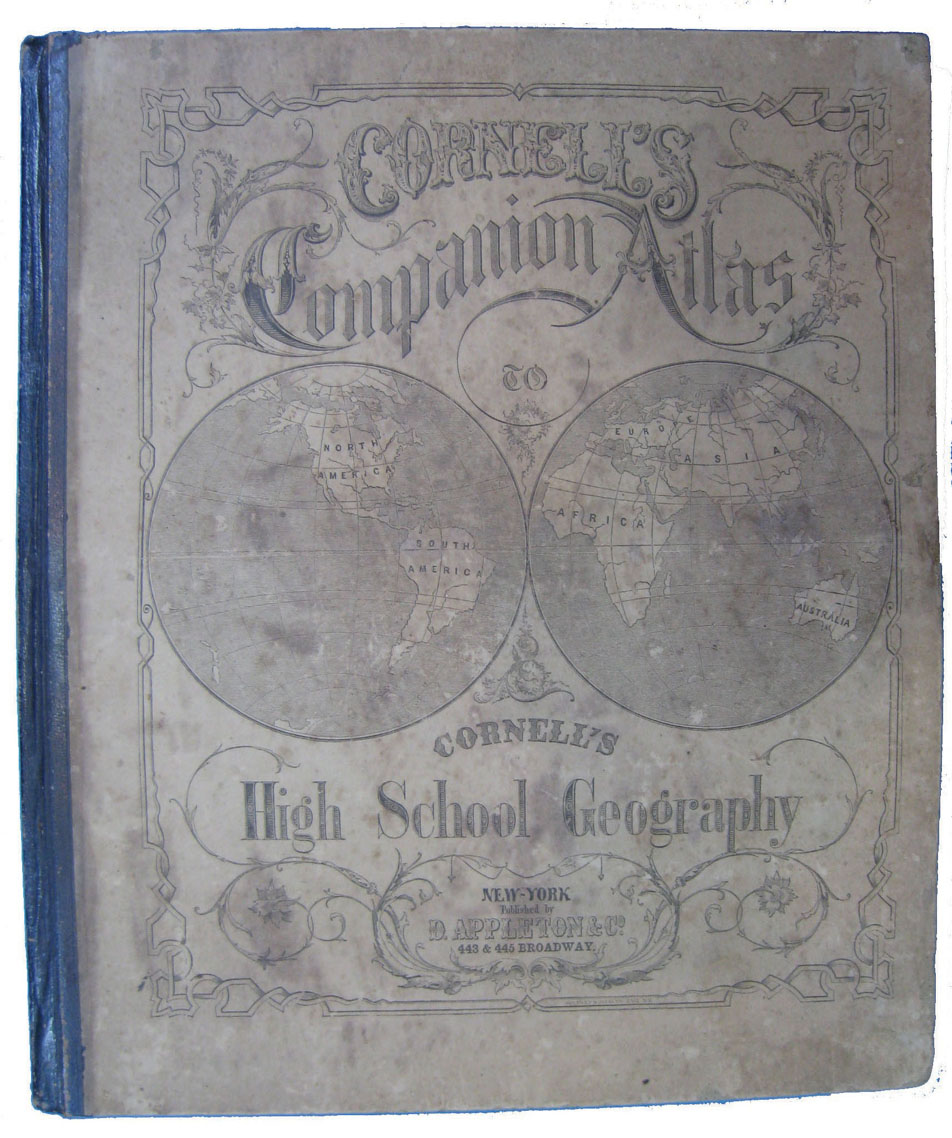 CORNELL'S
Companion Atlas
TO
NORTH
AMERICA
SOUTH
AMERICA
EUROPE
ASIA
AFRICA
AUSTRALIA
CORNELL'S
High School Geography
NEW-YORK
Published by
D. APPLETON & Co.
443 & 445 BROADWAY.